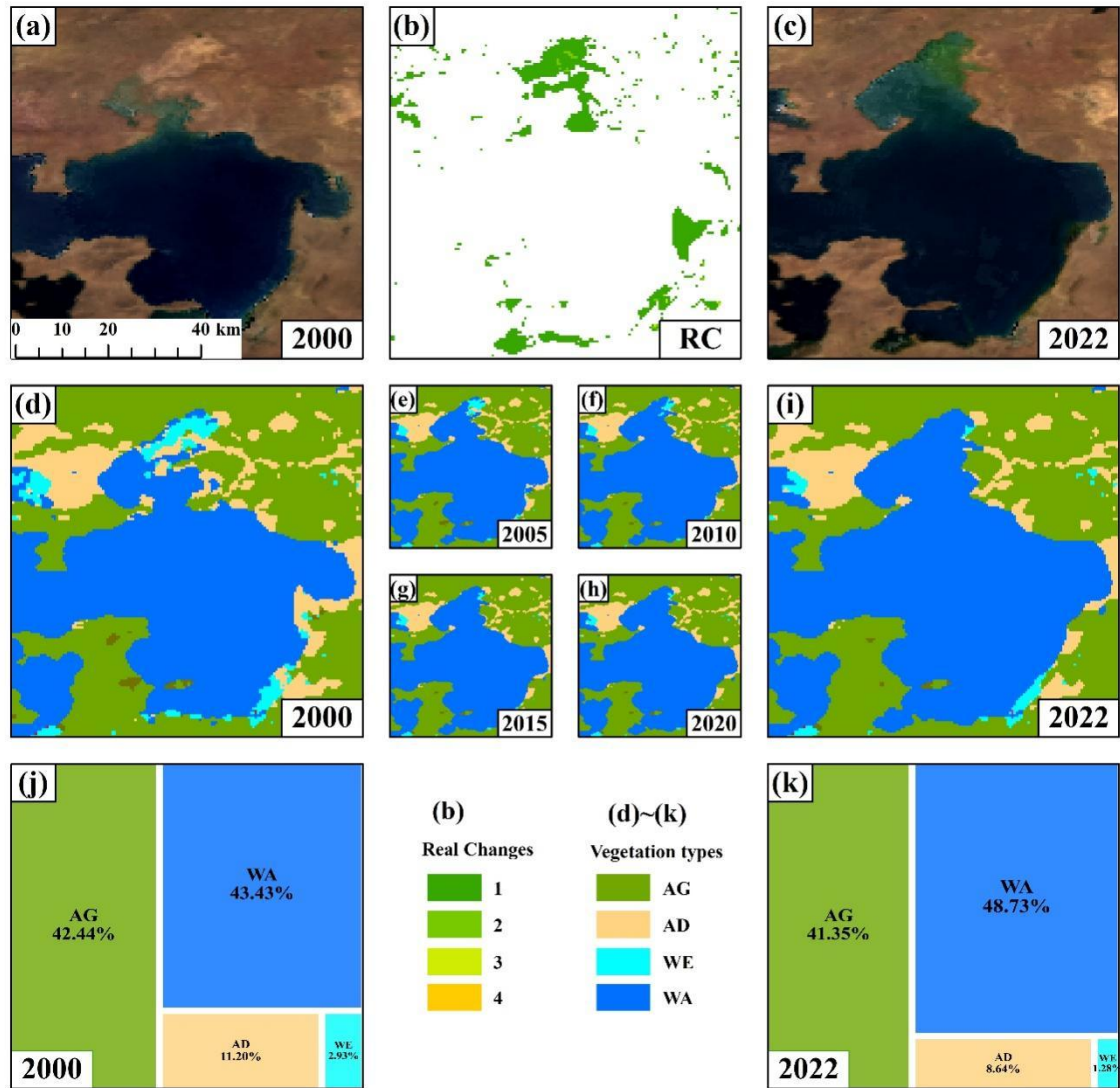 (a)
0 10 20 40 km
2000
(b)
RC
(c)
2022
(d)
2000
(e)
2005
(f)
2010
(g)
2015
(h)
2020
(i)
2022
(j)
AG
42.44%
WA
43.43%
AD
11.20%
WE
2.93%
2000
(b)
Real Changes
1
2
3
4
(d)~(k)
Vegetation types
AG
AD
WE
WA
(k)
AG
41.35%
WA
48.73%
AD
8.64%
WE
1.28%
2022